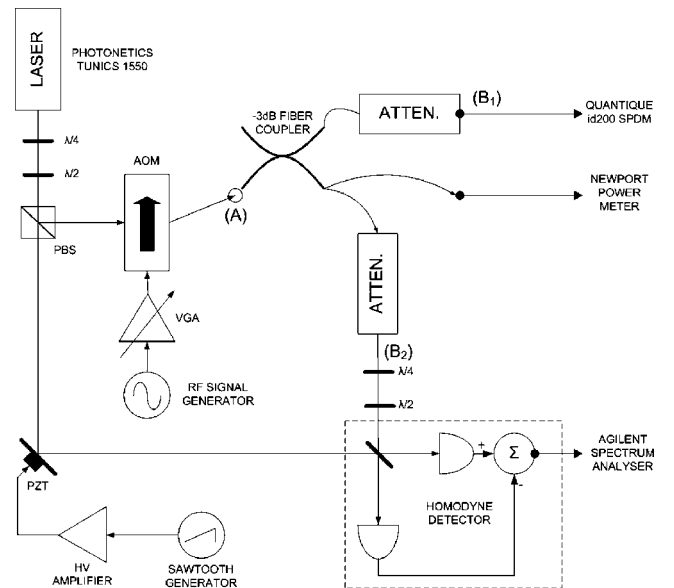 LASER
PHOTONETICS
TUNICS 1550
λ/4
λ/2
PBS
AOM
VGA
RF SIGNAL
GENERATOR
(A)
-3dB FIBER
COUPLER
ATTEN.
(B1)
QUANTIQUE
id200 SPDM
NEWPORT
POWER
METER
ATTEN.
(B2)
λ/4
λ/2
+
Σ
-
HOMODYNE
DETECTOR
AGILENT
SPECTRUM
ANALYSER
PZT
HV
AMPLIFIER
SAWTOOTH
GENERATOR